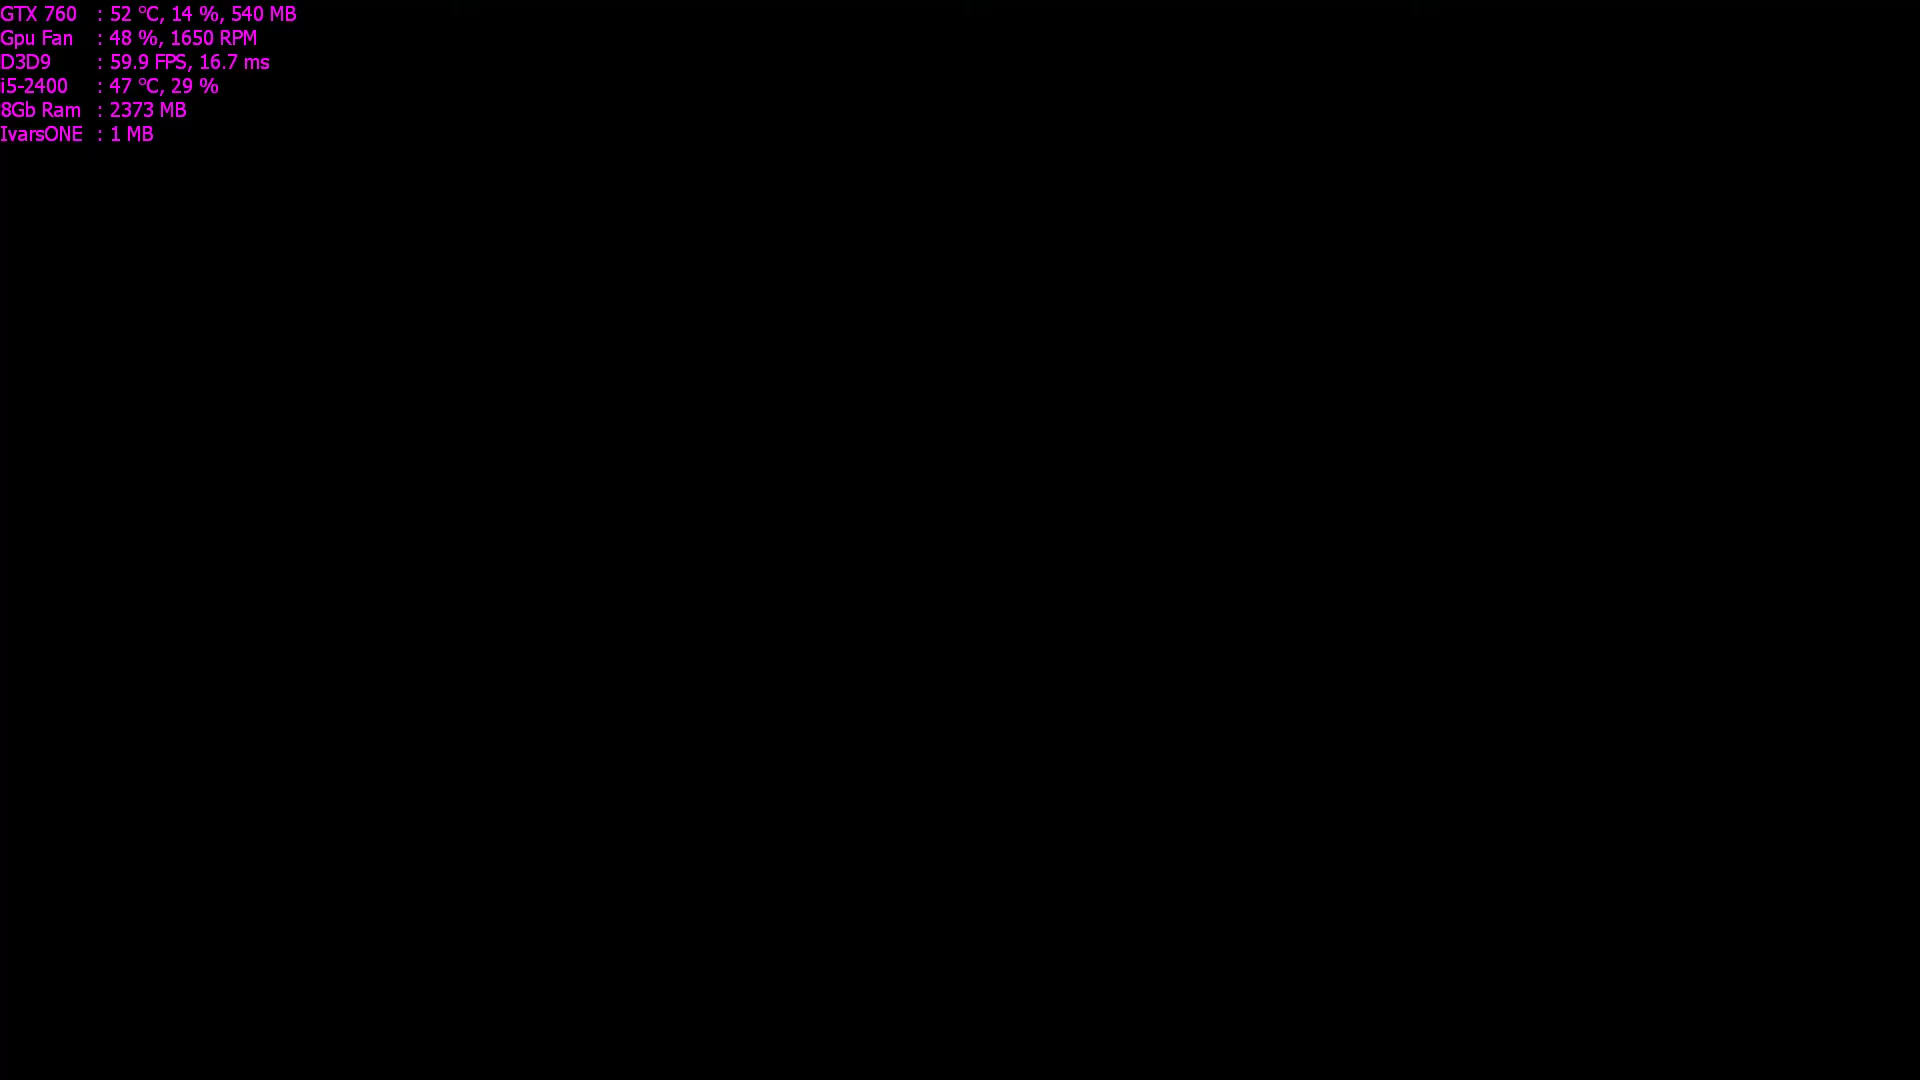 GTX 760 : 52 °C, 14 %, 540 MB
Gpu Fan : 48 %, 1650 RPM
D3D9 : 59.9 FPS, 16.7 ms
i5-2400 : 47 °C, 29 %
8Gb Ram : 2373 MB
IvarsONE : 1 MB